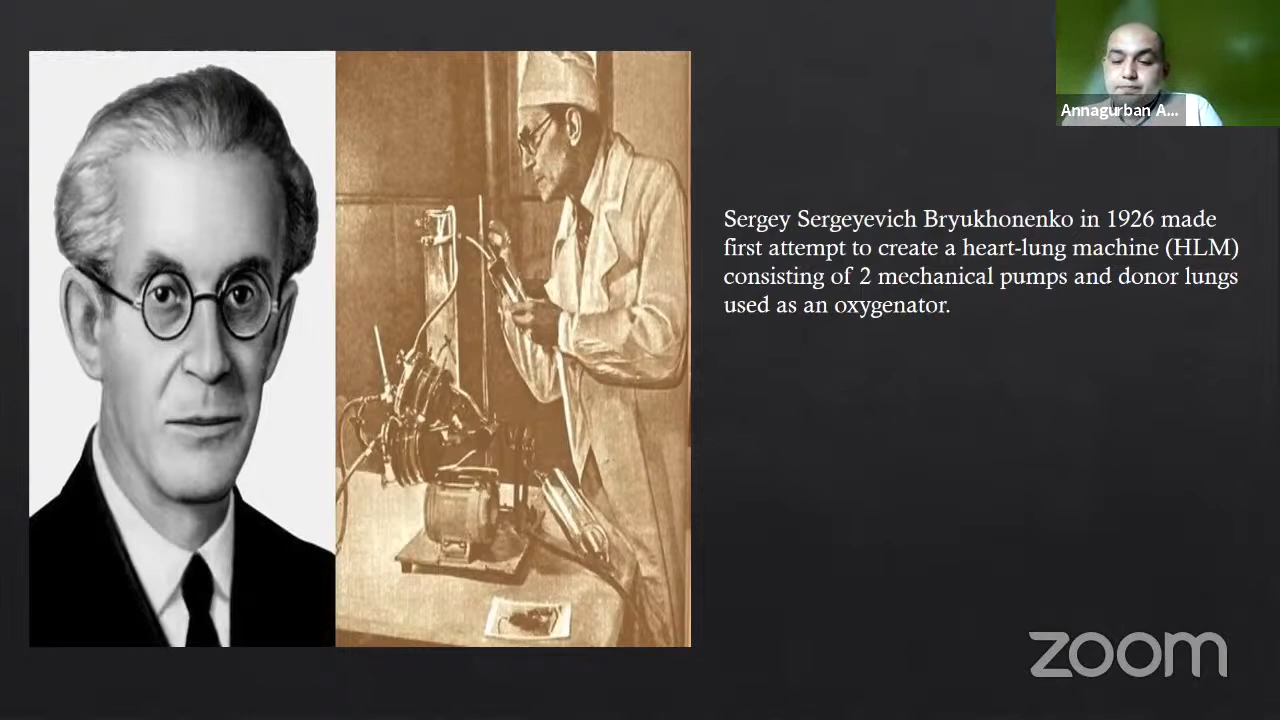 Annagurban A...
Sergey Sergeyevich Bryukhonenko in 1926 made
first attempt to create a heart-lung machine (HLM)
consisting of 2 mechanical pumps and donor lungs
used as an oxygenator.
zoom